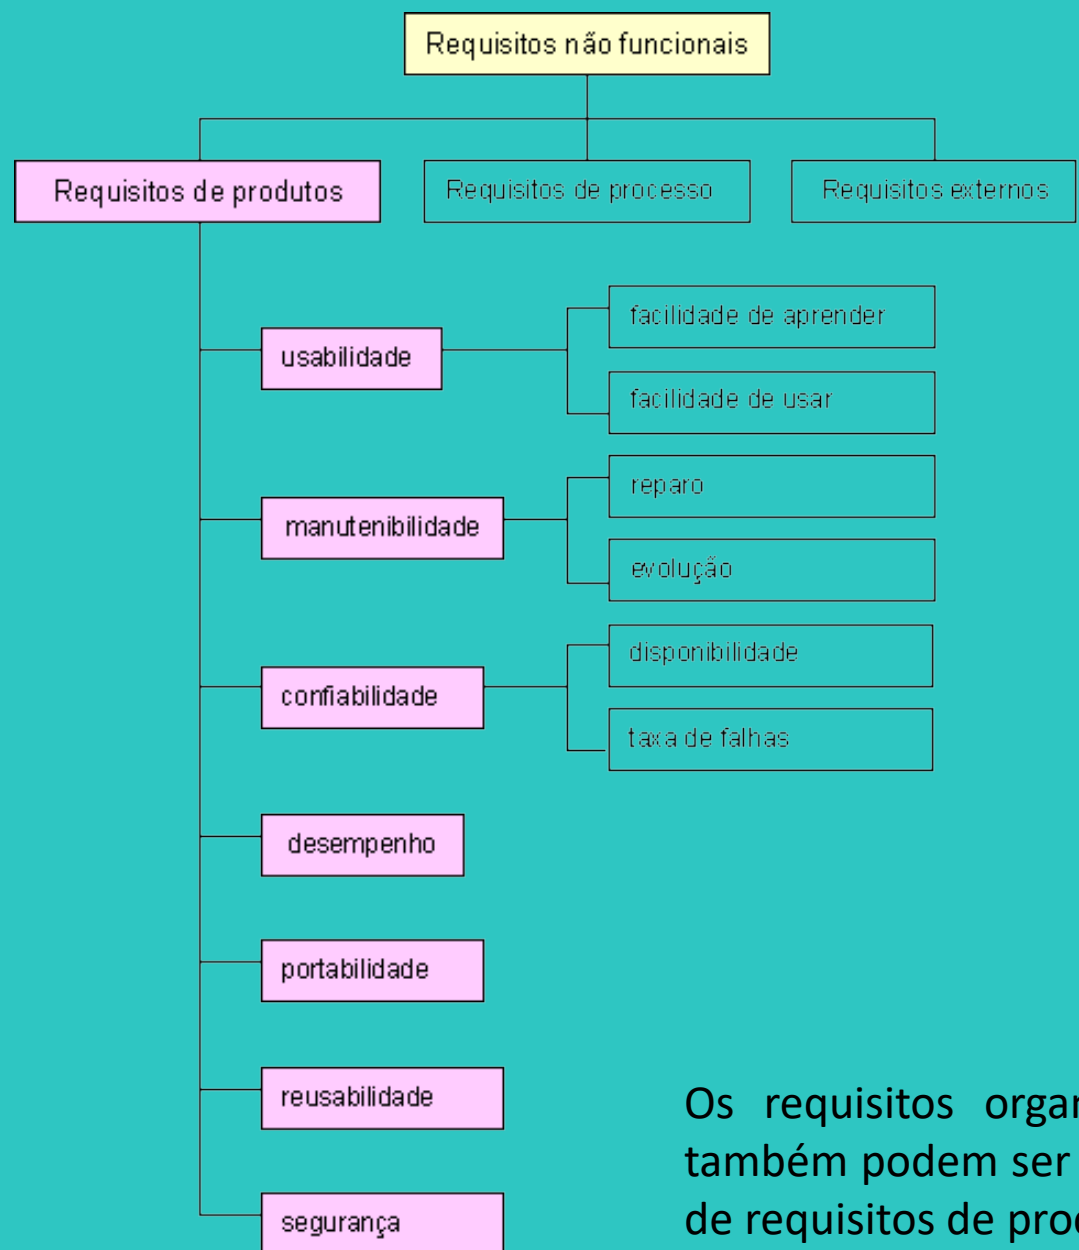 Requisitos não funcionais
Requisitos de produtos
Requisitos de processo
Requisitos externos
usabilidade
facilidade de aprender
facilidade de usar
manutenibilidade
reparo
evolução
confiabilidade
disponibilidade
taxa de falhas
desempenho
portabilidade
reusabilidade
segurança
Os requisitos
também podem ser
de requisitos de